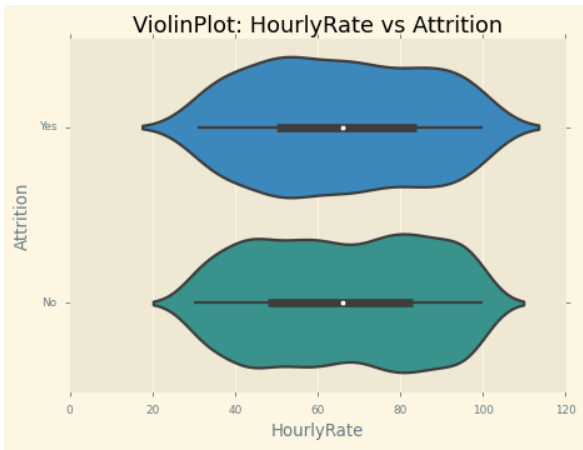 ViolinPlot: HourlyRate vs Attrition
Yes
Attrition
No
0 20 40 60 80 100 120
HourlyRate